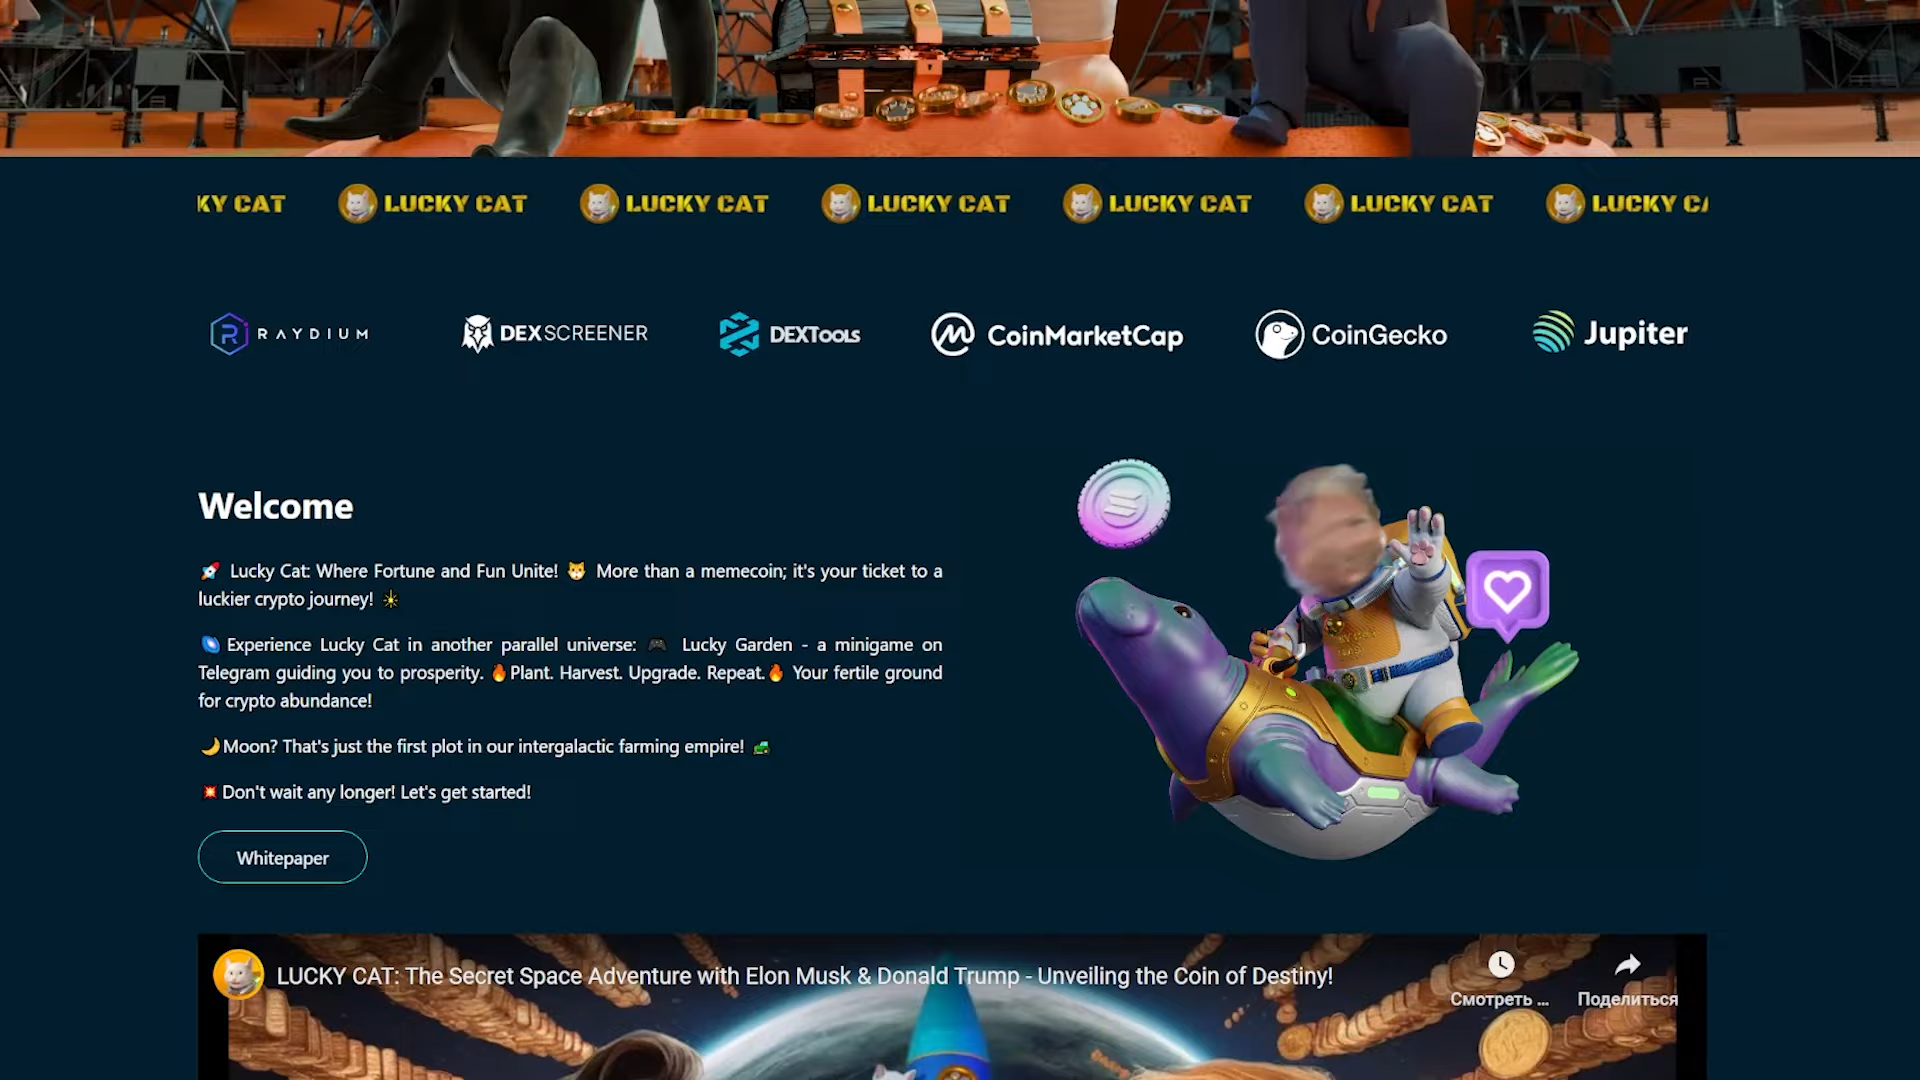 KY CAT LUCKY CAT LUCKY CAT LUCKY CAT LUCKY CAT LUCKY CAT LUCKY CA
RAYDIUM DEXSCREENER DEXTools CoinMarketCap CoinGecko Jupiter
Welcome
🚀 Lucky Cat: Where Fortune and Fun Unite! 🐱 More than a memecoin; it's your ticket to a
luckier crypto journey! ✴️
🌌 Experience Lucky Cat in another parallel universe: 🎮 Lucky Garden - a minigame on
Telegram guiding you to prosperity. 🔥Plant. Harvest. Upgrade. Repeat.🔥 Your fertile ground
for crypto abundance!
🌙Moon? That's just the first plot in our intergalactic farming empire! 🚜
💥Don't wait any longer! Let's get started!
Whitepaper
LUCKY CAT: The Secret Space Adventure with Elon Musk & Donald Trump - Unveiling the Coin of Destiny!
Смотреть ... Поделиться